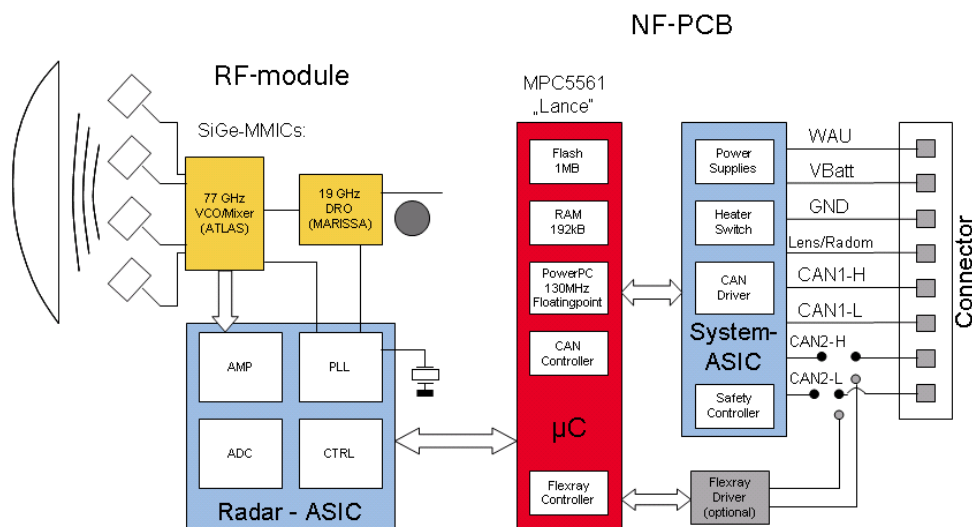 NF-PCB
RF-module
MPC5561
„Lance"
SiGe-MMICs:
77 GHz
VCO/Mixer
(ATLAS)
19 GHz
DRO
(MARISSA)
AMP
PLL
ADC
CTRL
Radar - ASIC
Flash
1MB
RAM
192kB
PowerPC
130MHz
Floatingpoint
CAN
Controller
µC
Flexray
Controller
Power
Supplies
Heater
Switch
CAN
Driver
System-
ASIC
Safety
Controller
Flexray
Driver
(optional)
WAU
VBatt
GND
Lens/Radom
CAN1-H
CAN1-L
CAN2-H
CAN2-L
Connector